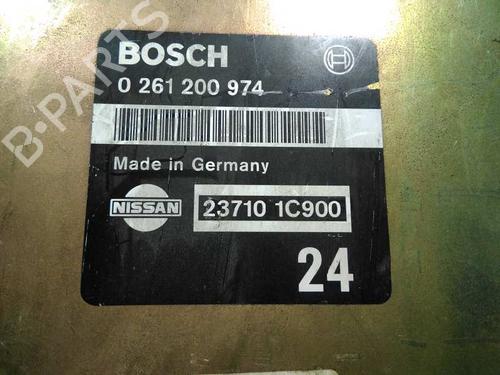 BOSCH
0 261 200 974
Made in Germany
NISSAN
23710 1C900
24
B-PARTS